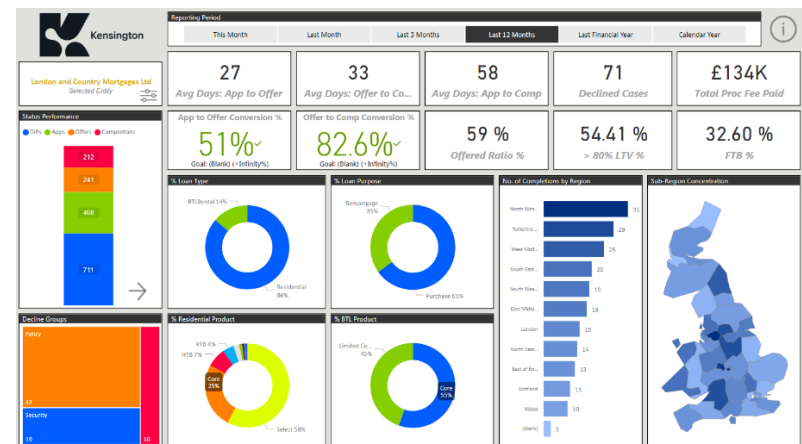 Kensington
Reporting Period
This Month
Last Month
Last 3 Months
Last 12 Months
Last Financial Year
Calendar Year
i
London and Country Mortgages Ltd
Selected Entity
27
Avg Days: App to Offer
33
Avg Days: Offer to Co...
58
Avg Days: App to Comp
71
Declined Cases
£134K
Total Proc Fee Paid
Status Performance
DIPs Apps Offers Completions
212
241
408
711
App to Offer Conversion %
51%
Goal: (Blank) (+Infinity%)
Offer to Comp Conversion %
82.6%
Goal: (Blank) (+Infinity%)
59 %
Offered Ratio %
54.41 %
> 80% LTV %
32.60 %
FTB %
% Loan Type
BTLRental 14%
Residential
86%
% Loan Purpose
Remortgage
35%
Purchase 65%
No. of Completions by Region
North Wes...
35
Yorkshire...
29
West Midl...
25
South East...
20
South Wes...
19
East Midla...
18
London
15
North East...
14
East of En...
13
Scotland
13
Wales
10
(Blank)
Sub-Region Concentration
Decline Groups
Policy
Security
10
% Residential Product
RTB 4%
HTB 7%
Core
25%
Select 58%
% BTL Product
Limited Co...
45%
Core
55%